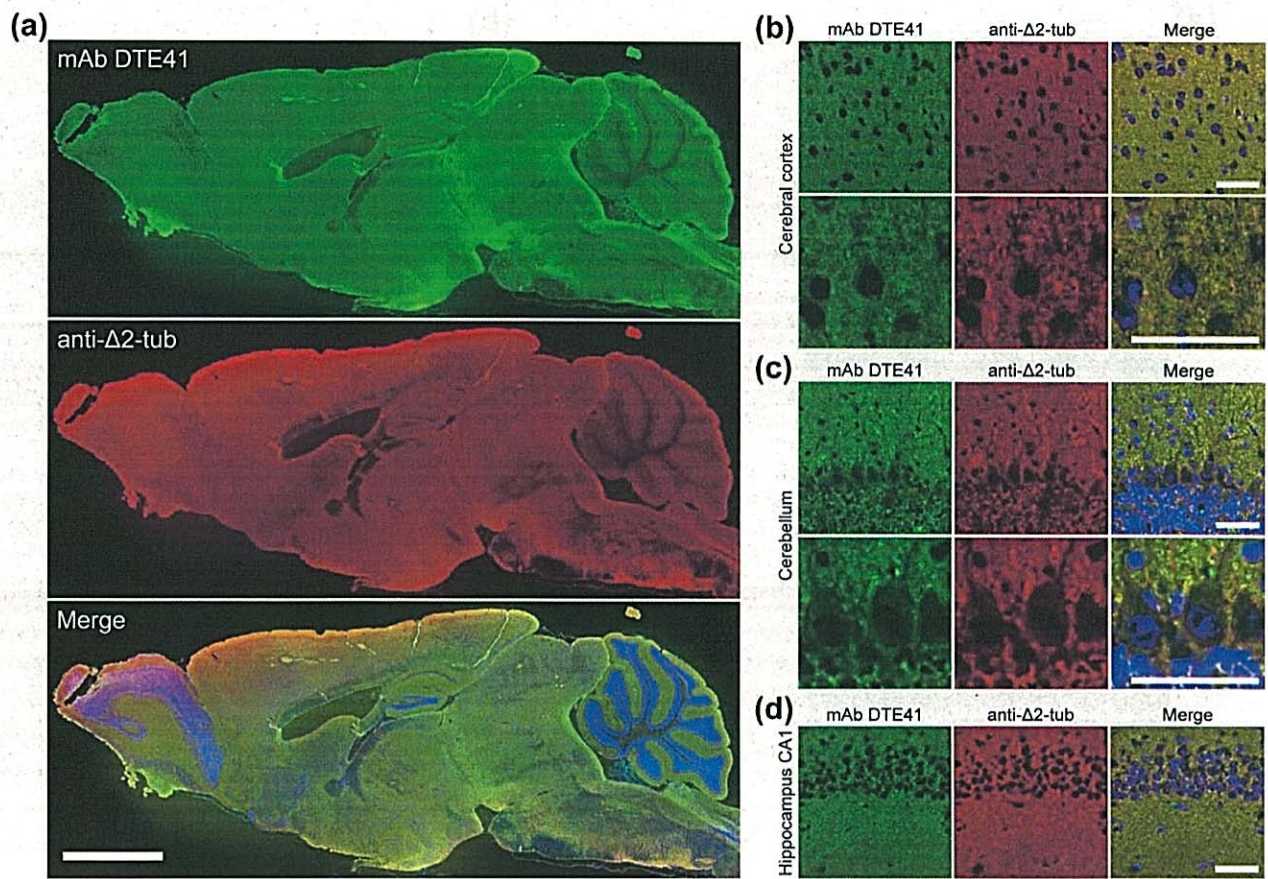 (a)
mAb DTE41
anti-Δ2-tub
Merge
(b)
mAb DTE41 anti-Δ2-tub Merge
Cerebral cortex
(c)
mAb DTE41 anti-Δ2-tub Merge
Cerebellum
(d)
mAb DTE41 anti-Δ2-tub Merge
Hippocampus CA1